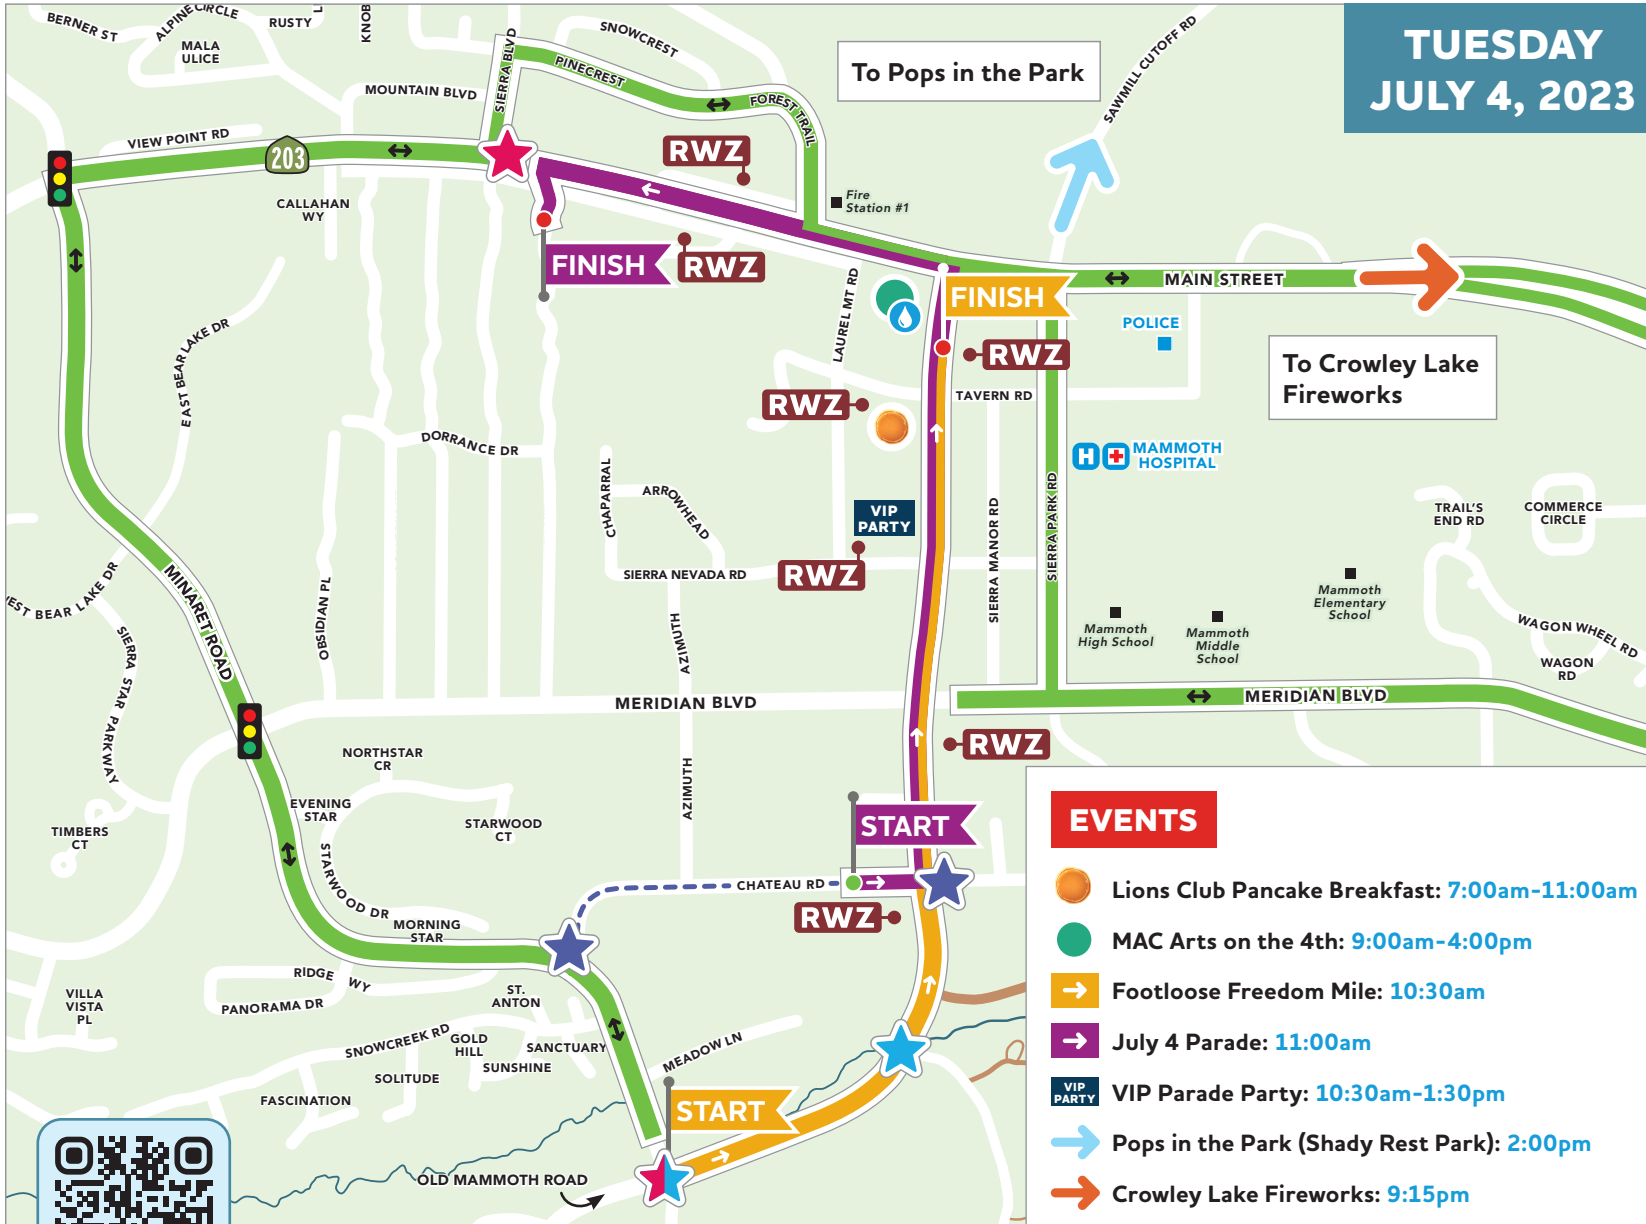 BERNER ST
ALPINE CIRCLE
RUSTY
L
KNOB
MALA
ULICE
SIERRA BLVD
SNOWCREST
PINECREST
FOREST TRAIL
MOUNTAIN BLVD
VIEW POINT RD
203
CALLAHAN
WY
To Pops in the Park
SAWMILL CUTOFF RD
TUESDAY
JULY 4, 2023
RWZ
Fire
Station #1
FINISH
RWZ
LAUREL MT RD
FINISH
MAIN STREET
POLICE
RWZ
To Crowley Lake
Fireworks
EAST BEAR LAKE DR
TAVERN RD
RWZ
DORRANCE DR
MAMMOTH
HOSPITAL
H
CHAPARRAL
ARROWHEAD
VIP
PARTY
SIERRA MANOR RD
SIERRA PARK RD
TRAIL'S
END RD
COMMERCE
CIRCLE
SIERRA NEVADA RD
RWZ
WEST BEAR LAKE DR
MINARET ROAD
OBSIDIAN PL
AZIMUTH
Mammoth
High School
Mammoth
Middle
School
Mammoth
Elementary
School
WAGON WHEEL RD
WAGON
RD
SIERRA STAR PARKWAY
MERIDIAN BLVD
MERIDIAN BLVD
RWZ
NORTHSTAR
CR
AZIMUTH
EVENING
STAR
STARWOOD
CT
TIMBERS
CT
START
STARWOOD DR
CHATEAU RD
RWZ
MORNING
STAR
RIDGE WY
PANORAMA DR
VILLA
VISTA
PL
ST.
ANTON
SNOWCREEK RD
GOLD
HILL
SANCTUARY
SUNSHINE
MEADOW LN
SOLITUDE
FASCINATION
START
OLD MAMMOTH ROAD
EVENTS
Lions Club Pancake Breakfast: 7:00am-11:00am
MAC Arts on the 4th: 9:00am-4:00pm
Footloose Freedom Mile: 10:30am
July 4 Parade: 11:00am
VIP
PARTY
VIP Parade Party: 10:30am-1:30pm
Pops in the Park (Shady Rest Park): 2:00pm
Crowley Lake Fireworks: 9:15pm